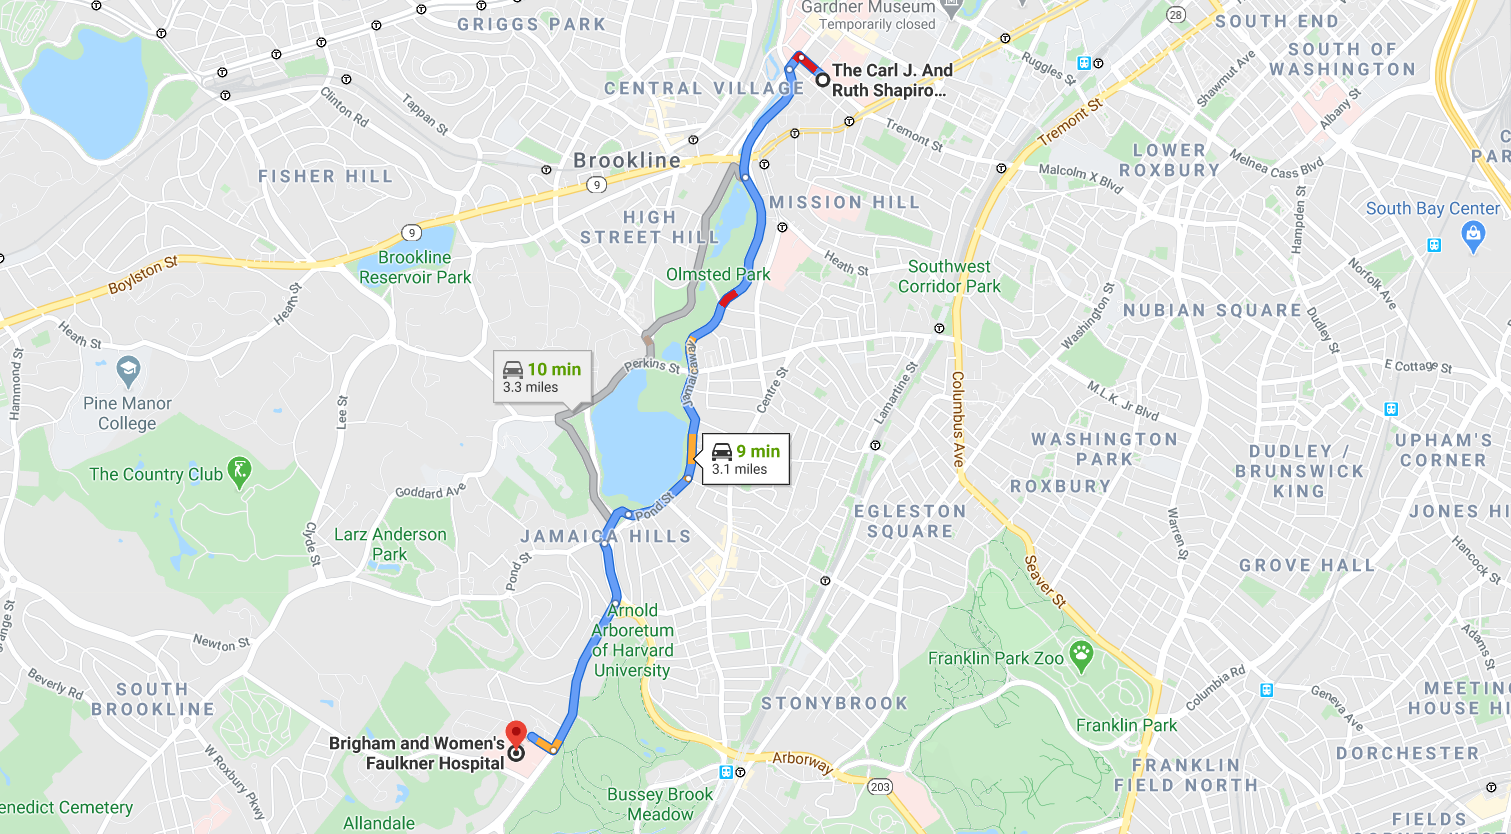 Gardner Museum
Temporarily closed
GRIGGS PARK
28
SOUTH END
SOUTH OF
WASHINGTON
Ruggles St
Shawmut Ave
Albany St
The Carl J. And
Ruth Shapiro…
CENTRAL VILLAGE
Clinton Rd
Tappan St
Tremont St
Tremont St
Brookline
9
FISHER HILL
LOWER
ROXBURY
Melnea Cass Blvd
Malcolm X Blvd
Hampden St
MISSION HILL
HIGH
STREET HILL
South Bay Center
9
Brookline
Reservoir Park
Boylston St
Olmsted Park
Heath St
Southwest
Corridor Park
Norfolk Ave
Heath St
Heath St
Washington St
NUBIAN SQUARE
Dudley St
Hammond St
Jamaicaway
Perkins St
10 min
3.3 miles
E Cottage St
Pine Manor
College
Lee St
Centre St
Lamartine St
Columbus Ave
M.L.K. Jr Blvd
9 min
3.1 miles
WASHINGTON
PARK
ROXBURY
DUDLEY /
BRUNSWICK
KING
UPHAM'S
CORNER
The Country Club
Goddard Ave
Pond St
EGLESTON
SQUARE
JONES HI
Warren St
Hancock St
Larz Anderson
Park
Clyde St
JAMAICA HILLS
Pond St
Seaver St
GROVE HALL
Arnold
Arboretum
of Harvard
University
Newton St
Adams St
Franklin Park Zoo
Columbia Rd
Beverly Rd
SOUTH
BROOKLINE
STONYBROOK
Geneva Ave
MEETING
HOUSE HI
Franklin Park
Brigham and Women's
Faulkner Hospital
W Roxbury Pkwy
Arborway
203
DORCHESTER
FRANKLIN
FIELD NORTH
enedict Cemetery
Bussey Brook
Meadow
Allandale
FIELDS